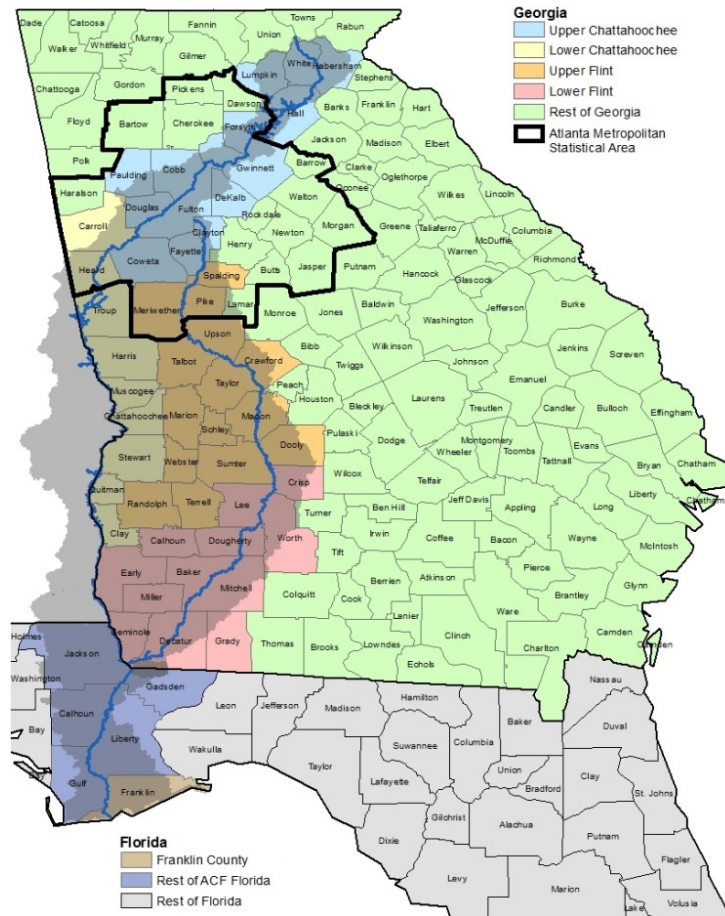 Georgia
Upper Chattahoochee
Lower Chattahoochee
Upper Flint
Lower Flint
Rest of Georgia
Atlanta Metropolitan
Statistical Area
Dade
Catoosa
Fannin
Towns
Rabun
Walker
Whitfield
Murray
Union
Gilmer
White
Habersham
Lumpkin
Stephens
Chattooga
Gordon
Pickens
Dawson
Banks
Franklin
Hart
Floyd
Bartow
Cherokee
Forsyth
Hall
Jackson
Madison
Elbert
Polk
Paulding
Cobb
Gwinnett
Barrow
Clarke
Oconee
Oglethorpe
Haralson
Douglas
Fulton
DeKalb
Rockdale
Walton
Wilkes
Lincoln
Carroll
Clayton
Newton
Morgan
Greene
Taliaferro
McDuffie
Columbia
Coweta
Fayette
Henry
Warren
Richmond
Heard
Spalding
Butts
Jasper
Putnam
Hancock
Glascock
Troup
Meriwether
Pike
Lamar
Monroe
Jones
Baldwin
Washington
Jefferson
Burke
Upson
Harris
Talbot
Crawford
Bibb
Wilkinson
Jenkins
Screven
Twiggs
Johnson
Muscogee
Taylor
Peach
Houston
Emanuel
Chattahoochee
Marion
Macon
Bleckley
Laurens
Treutlen
Candler
Bulloch
Effingham
Schley
Stewart
Webster
Sumter
Dooly
Pulaski
Dodge
Wheeler
Montgomery
Toombs
Evans
Tattnall
Bryan
Chatham
Quitman
Crisp
Wilcox
Telfair
Chatham
Randolph
Terrell
Lee
Turner
Ben Hill
Jeff Davis
Appling
Long
Liberty
Clay
Calhoun
Dougherty
Worth
Tift
Irwin
Coffee
Bacon
Wayne
McIntosh
Early
Baker
Mitchell
Colquitt
Cook
Berrien
Atkinson
Pierce
Brantley
Glynn
Miller
Lanier
Ware
Seminole
Decatur
Grady
Thomas
Brooks
Lowndes
Clinch
Echols
Charlton
Camden
Camden
Holmes
Jackson
Washington
Gadsden
Leon
Jefferson
Madison
Hamilton
Baker
Nassau
Duval
Bay
Calhoun
Liberty
Wakulla
Taylor
Suwannee
Columbia
Bay
Gulf
Franklin
Lafayette
Union
Bradford
Clay
St. Johns
Dixie
Gilchrist
Alachua
Putnam
Flagler
Levy
Marion
Lake
Volusia
Florida
Franklin County
Rest of ACF Florida
Rest of Florida